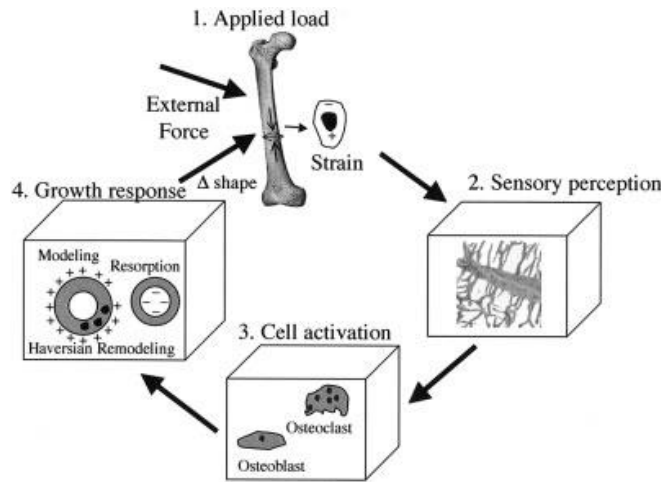 1. Applied load
External
Force
Strain
Δ shape
2. Sensory perception
3. Cell activation
Osteoclast
Osteoblast
4. Growth response
Modeling
Resorption
Haversian Remodeling